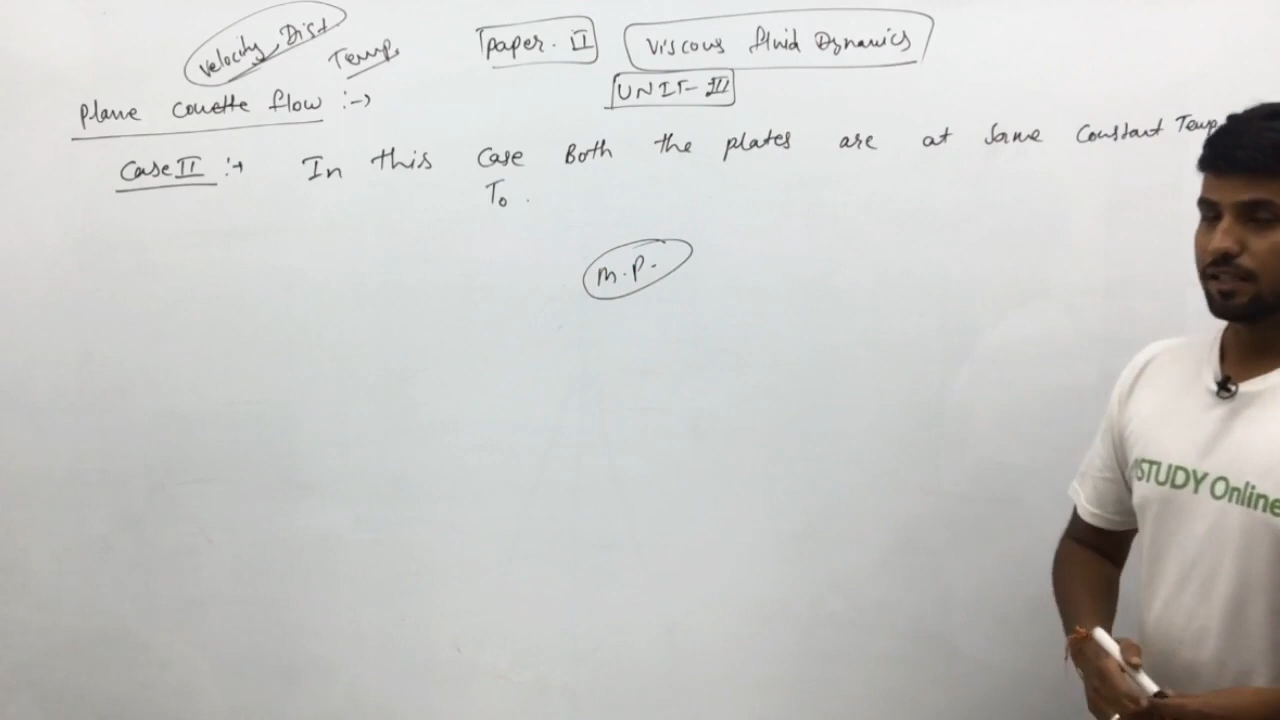 Velocity Dist
Temp.
Paper-II
Viscous fluid Dynamics
UNIT-III
Plane Couette flow :→
Case II :→ In this Case Both the plates are at Same Constant Temp
T₀.
M.P.
STUDY Online